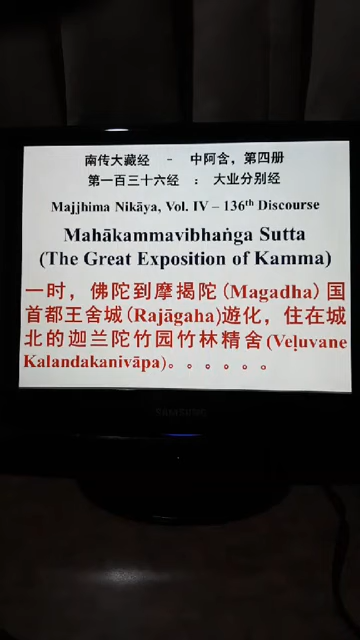 南传大藏经 - 中阿含，第四册
第一百三十六经 : 大业分别经
Majjhima Nikāya, Vol. IV – 136th Discourse
Mahākammavibhaṅga Sutta
(The Great Exposition of Kamma)
一时，佛陀到摩揭陀(Magadha)国
首都王舍城(Rajāgaha)遊化，住在城
北的迦兰陀竹园竹林精舍(Veḷuvane
Kalandakanivāpa)。。。。。。
SAMSUNG